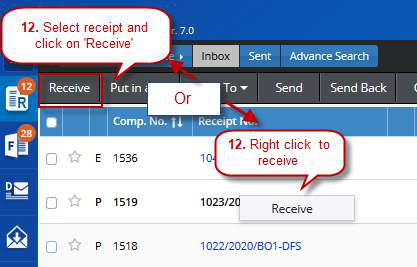 12. Select receipt and
click on 'Receive'
r. 7.0
Inbox Sent Advance Search
12
Receive Put in a To Send Send Back
Or
Comp. No. Receipt No.
28
12. Right click to
receive
E 1536 104
P 1519 1023/20
Receive
P 1518 1022/2020/BO1-DFS
R
F
D